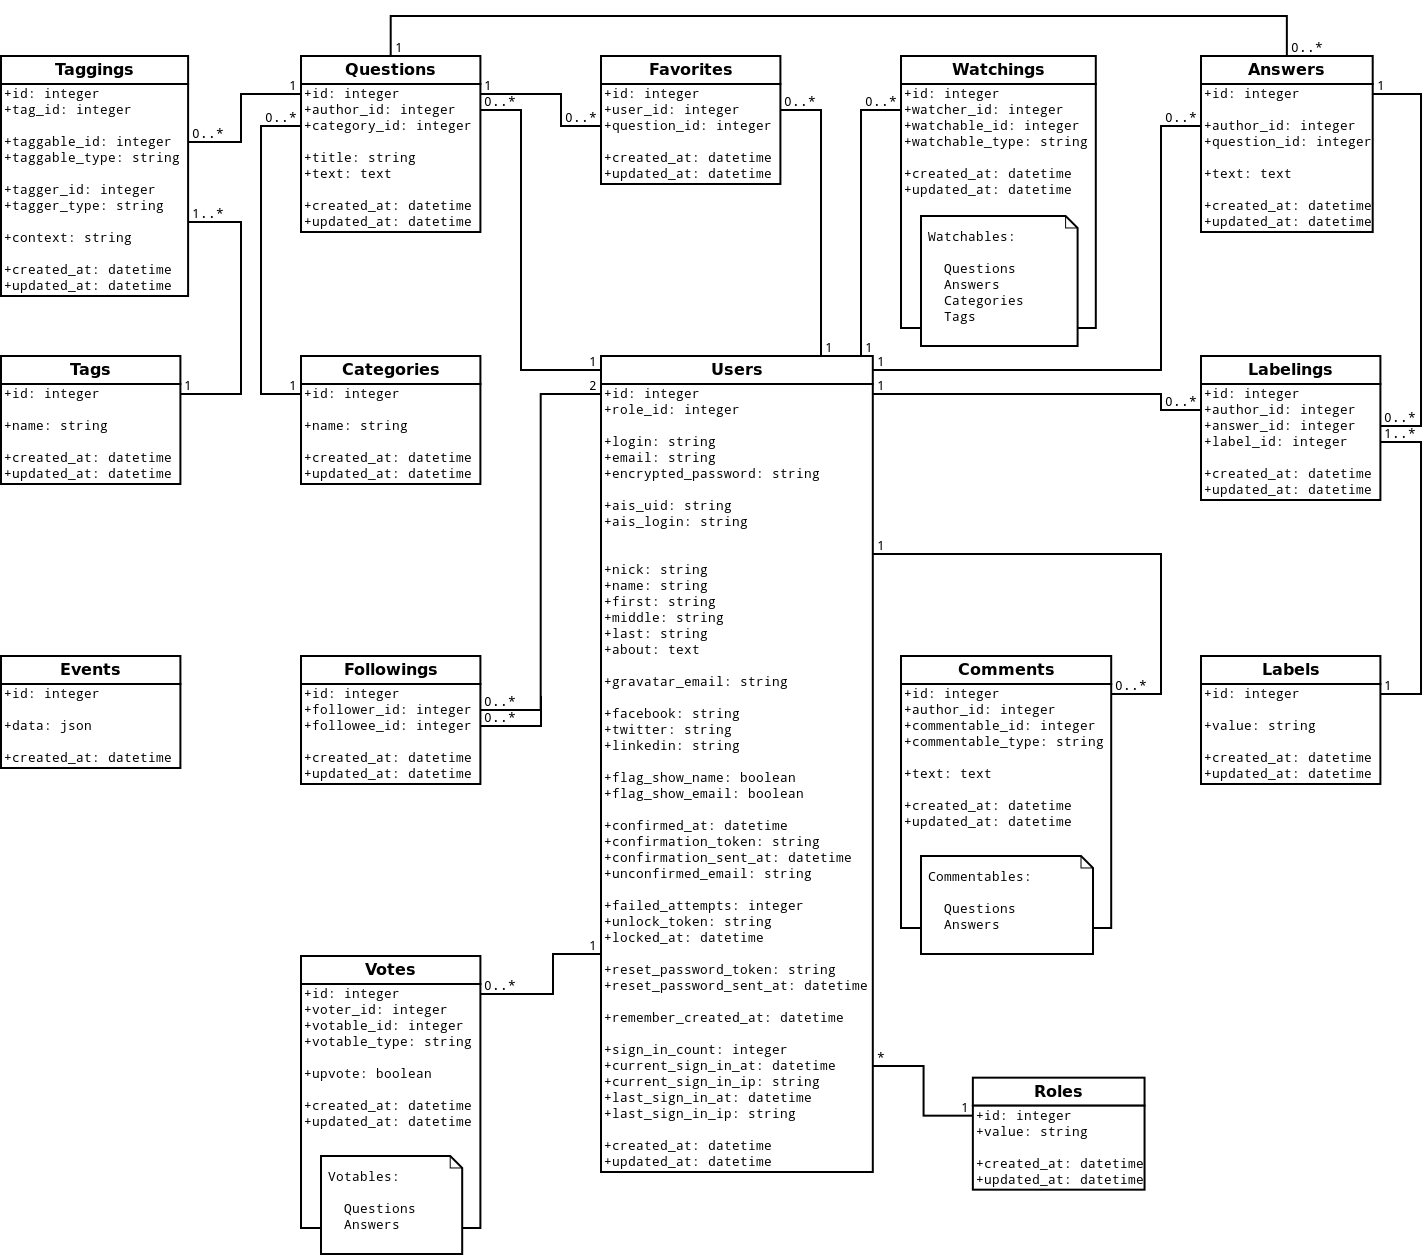 1
0..*
Taggings
+id: integer
+tag_id: integer
+taggable_id: integer
+taggable_type: string
+tagger_id: integer
+tagger_type: string
+context: string
+created_at: datetime
+updated_at: datetime
0..*
1..*
1
0..*
Questions
+id: integer
+author_id: integer
+category_id: integer
+title: string
+text: text
+created_at: datetime
+updated_at: datetime
1
0..*
0..*
Favorites
+id: integer
+user_id: integer
+question_id: integer
+created_at: datetime
+updated_at: datetime
0..*
0..*
Watchings
+id: integer
+watcher_id: integer
+watchable_id: integer
+watchable_type: string
+created_at: datetime
+updated_at: datetime
Watchables:
Questions
Answers
Categories
Tags
0..*
Answers
+id: integer
+author_id: integer
+question_id: integer
+text: text
+created_at: datetime
+updated_at: datetime
1
Tags
+id: integer
+name: string
+created_at: datetime
+updated_at: datetime
1
1
Categories
+id: integer
+name: string
+created_at: datetime
+updated_at: datetime
1
2
1
1
1
1
Users
+id: integer
+role_id: integer
+login: string
+email: string
+encrypted_password: string
+ais_uid: string
+ais_login: string
+nick: string
+name: string
+first: string
+middle: string
+last: string
+about: text
+gravatar_email: string
+facebook: string
+twitter: string
+linkedin: string
+flag_show_name: boolean
+flag_show_email: boolean
+confirmed_at: datetime
+confirmation_token: string
+confirmation_sent_at: datetime
+unconfirmed_email: string
+failed_attempts: integer
+unlock_token: string
+locked_at: datetime
+reset_password_token: string
+reset_password_sent_at: datetime
+remember_created_at: datetime
+sign_in_count: integer
+current_sign_in_at: datetime
+current_sign_in_ip: string
+last_sign_in_at: datetime
+last_sign_in_ip: string
+created_at: datetime
+updated_at: datetime
1
1
*
0..*
Labelings
+id: integer
+author_id: integer
+answer_id: integer
+label_id: integer
+created_at: datetime
+updated_at: datetime
0..*
1..*
Events
+id: integer
+data: json
+created_at: datetime
Followings
+id: integer
+follower_id: integer
+followee_id: integer
+created_at: datetime
+updated_at: datetime
0..*
0..*
Comments
+id: integer
+author_id: integer
+commentable_id: integer
+commentable_type: string
+text: text
+created_at: datetime
+updated_at: datetime
Commentables:
Questions
Answers
0..*
Labels
+id: integer
+value: string
+created_at: datetime
+updated_at: datetime
1
Votes
+id: integer
+voter_id: integer
+votable_id: integer
+votable_type: string
+upvote: boolean
+created_at: datetime
+updated_at: datetime
Votables:
Questions
Answers
0..*
1
Roles
+id: integer
+value: string
+created_at: datetime
+updated_at: datetime